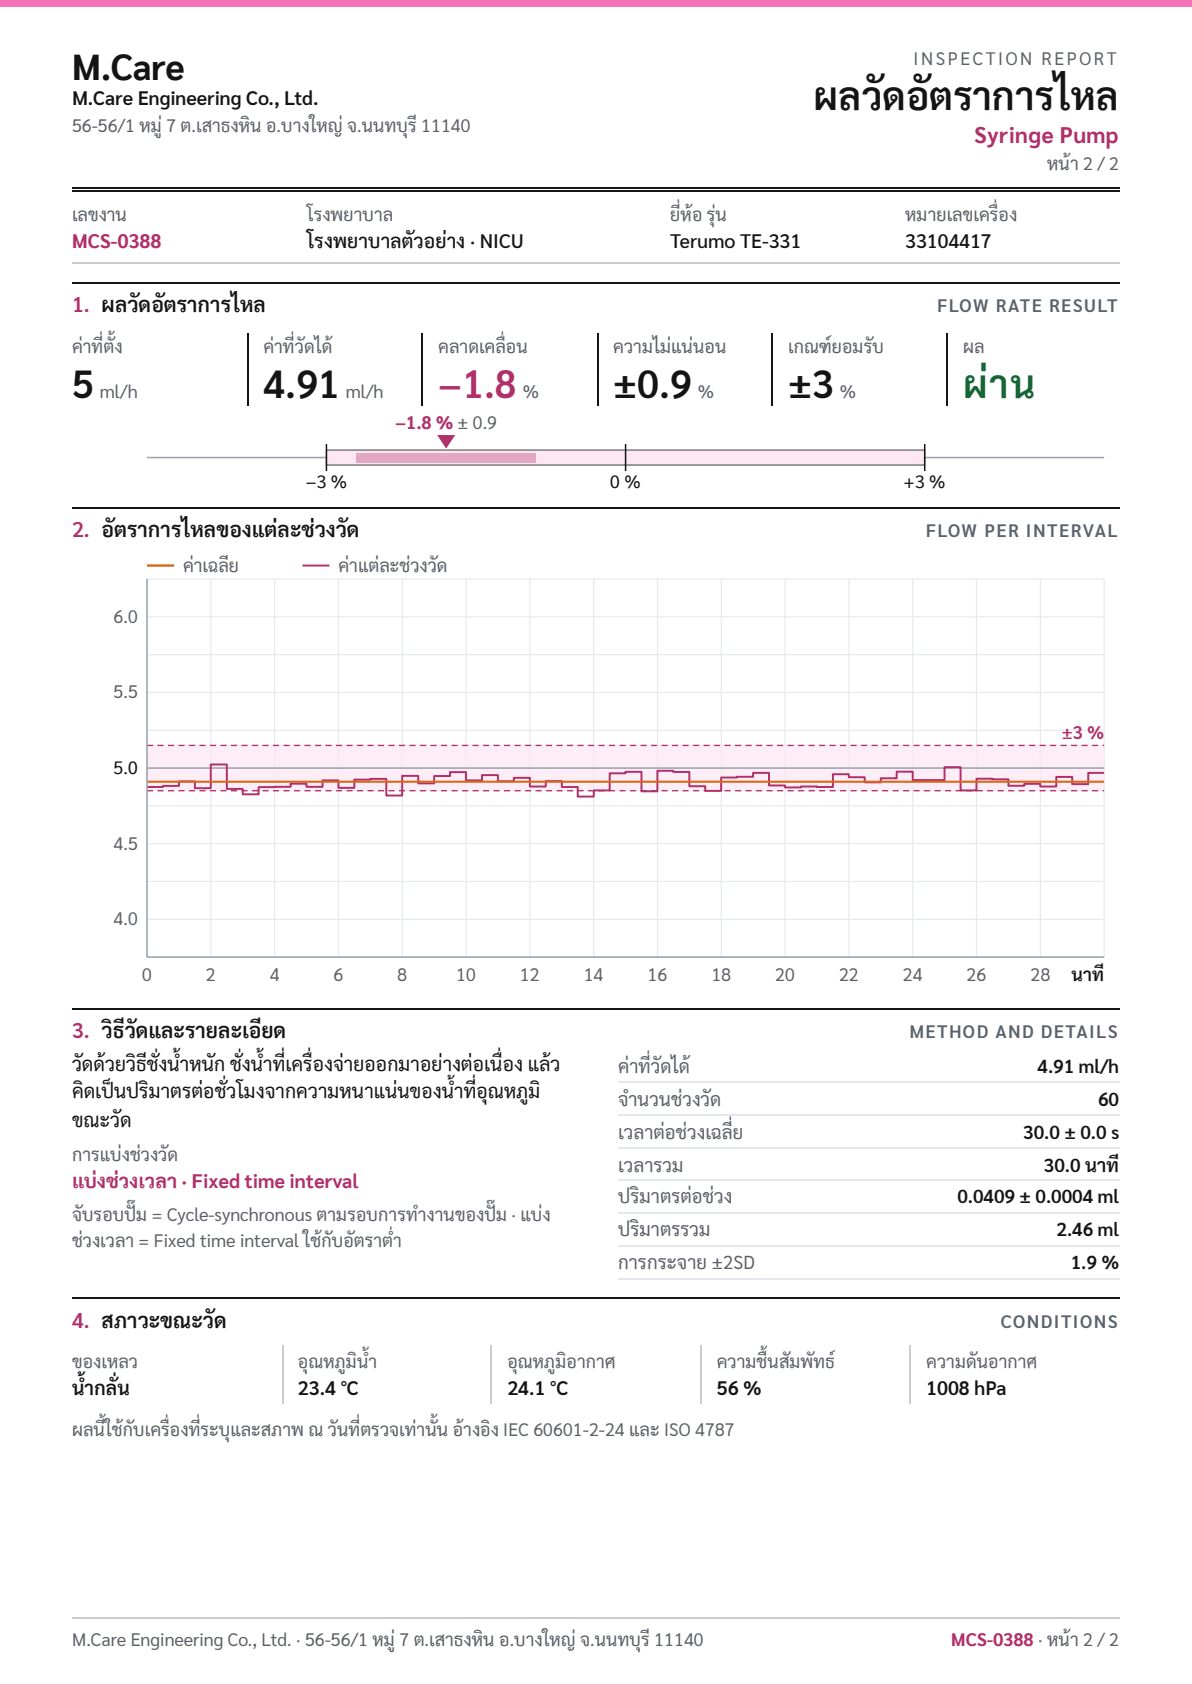 M.Care
M.Care Engineering Co., Ltd.
56-56/1 หมู่ 7 ต.เสาธงหิน อ.บางใหญ่ จ.นนทบุรี 11140
INSPECTION REPORT
ผลวัดอัตราการไหล
Syringe Pump
หน้า 2 / 2
เลขงาน โรงพยาบาล ยี่ห้อ รุ่น หมายเลขเครื่อง
MCS-0388 โรงพยาบาลตัวอย่าง · NICU Terumo TE-331 33104417
1. ผลวัดอัตราการไหล FLOW RATE RESULT
ค่าที่ตั้ง ค่าที่วัดได้ คลาดเคลื่อน ความไม่แน่นอน เกณฑ์ยอมรับ ผล
5 ml/h 4.91 ml/h −1.8 % ±0.9 % ±3 % ผ่าน
−1.8 % ± 0.9
−3 % 0 % +3 %
2. อัตราการไหลของแต่ละช่วงวัด FLOW PER INTERVAL
ค่าเฉลี่ย ค่าแต่ละช่วงวัด
6.0
5.5
±3 %
5.0
4.5
4.0
0 2 4 6 8 10 12 14 16 18 20 22 24 26 28 นาที
3. วิธีวัดและรายละเอียด METHOD AND DETAILS
วัดด้วยวิธีชั่งน้ำหนัก ชั่งน้ำที่เครื่องจ่ายออกมาอย่างต่อเนื่อง แล้ว
คิดเป็นปริมาตรต่อชั่วโมงจากความหนาแน่นของน้ำที่อุณหภูมิ
ขณะวัด
การแบ่งช่วงวัด
แบ่งช่วงเวลา · Fixed time interval
จับรอบปั๊ม = Cycle-synchronous ตามรอบการทำงานของปั๊ม · แบ่ง
ช่วงเวลา = Fixed time interval ใช้กับอัตราต่ำ
ค่าที่วัดได้ 4.91 ml/h
จำนวนช่วงวัด 60
เวลาต่อช่วงเฉลี่ย 30.0 ± 0.0 s
เวลารวม 30.0 นาที
ปริมาตรต่อช่วง 0.0409 ± 0.0004 ml
ปริมาตรรวม 2.46 ml
การกระจาย ±2SD 1.9 %
4. สภาวะขณะวัด CONDITIONS
ของเหลว อุณหภูมิน้ำ อุณหภูมิอากาศ ความชื้นสัมพัทธ์ ความดันอากาศ
น้ำกลั่น 23.4 °C 24.1 °C 56 % 1008 hPa
ผลนี้ใช้กับเครื่องที่ระบุและสภาพ ณ วันที่ตรวจเท่านั้น อ้างอิง IEC 60601-2-24 และ ISO 4787
M.Care Engineering Co., Ltd. · 56-56/1 หมู่ 7 ต.เสาธงหิน อ.บางใหญ่ จ.นนทบุรี 11140 MCS-0388 · หน้า 2 / 2